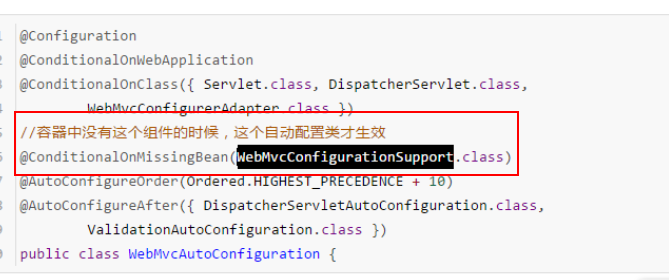 @Configuration
@ConditionalOnWebApplication
@ConditionalOnClass({ Servlet.class, DispatcherServlet.class,
WebMvcConfigurerAdapter.class })
//容器中没有这个组件的时候，这个自动配置类才生效
@ConditionalOnMissingBean(WebMvcConfigurationSupport.class)
@AutoConfigureOrder(Ordered.HIGHEST_PRECEDENCE + 10)
@AutoConfigureAfter({ DispatcherServletAutoConfiguration.class,
ValidationAutoConfiguration.class })
public class WebMvcAutoConfiguration {